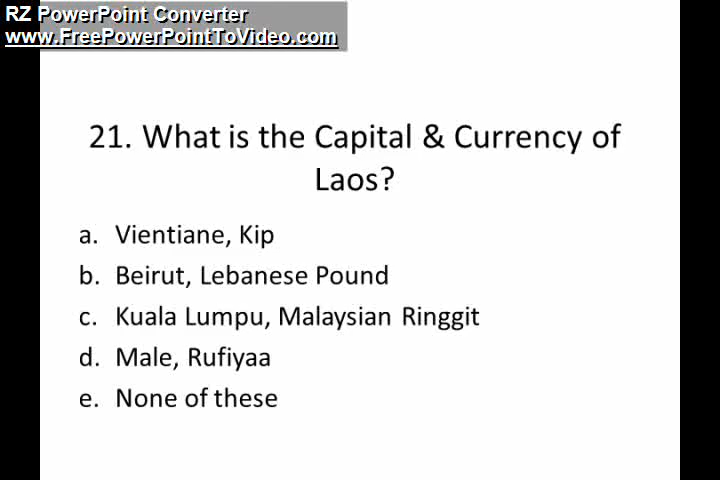 RZ PowerPoint Converter
www.FreePowerPointToVideo.com
21. What is the Capital & Currency of
Laos?
a. Vientiane, Kip
b. Beirut, Lebanese Pound
c. Kuala Lumpu, Malaysian Ringgit
d. Male, Rufiyaa
e. None of these